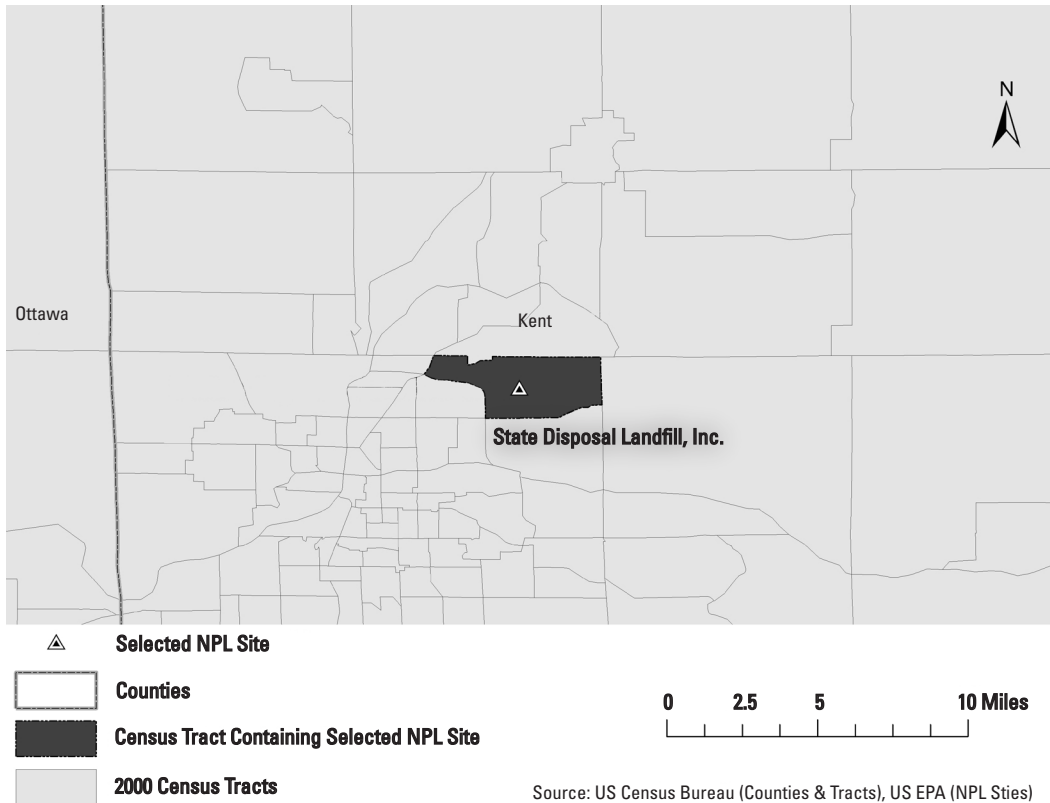 N
Ottawa
Kent
State Disposal Landfill, Inc.
Selected NPL Site
Counties
Census Tract Containing Selected NPL Site
2000 Census Tracts
0 2.5 5 10 Miles
Source: US Census Bureau (Counties & Tracts), US EPA (NPL Sties)